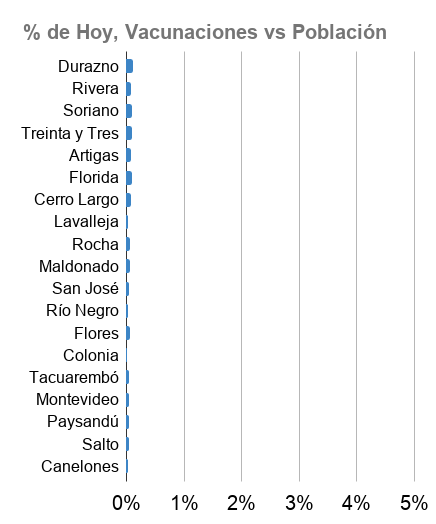 % de Hoy, Vacunaciones vs Población
Durazno
Rivera
Soriano
Treinta y Tres
Artigas
Florida
Cerro Largo
Lavalleja
Rocha
Maldonado
San José
Río Negro
Flores
Colonia
Tacuarembó
Montevideo
Paysandú
Salto
Canelones
0% 1% 2% 3% 4% 5%